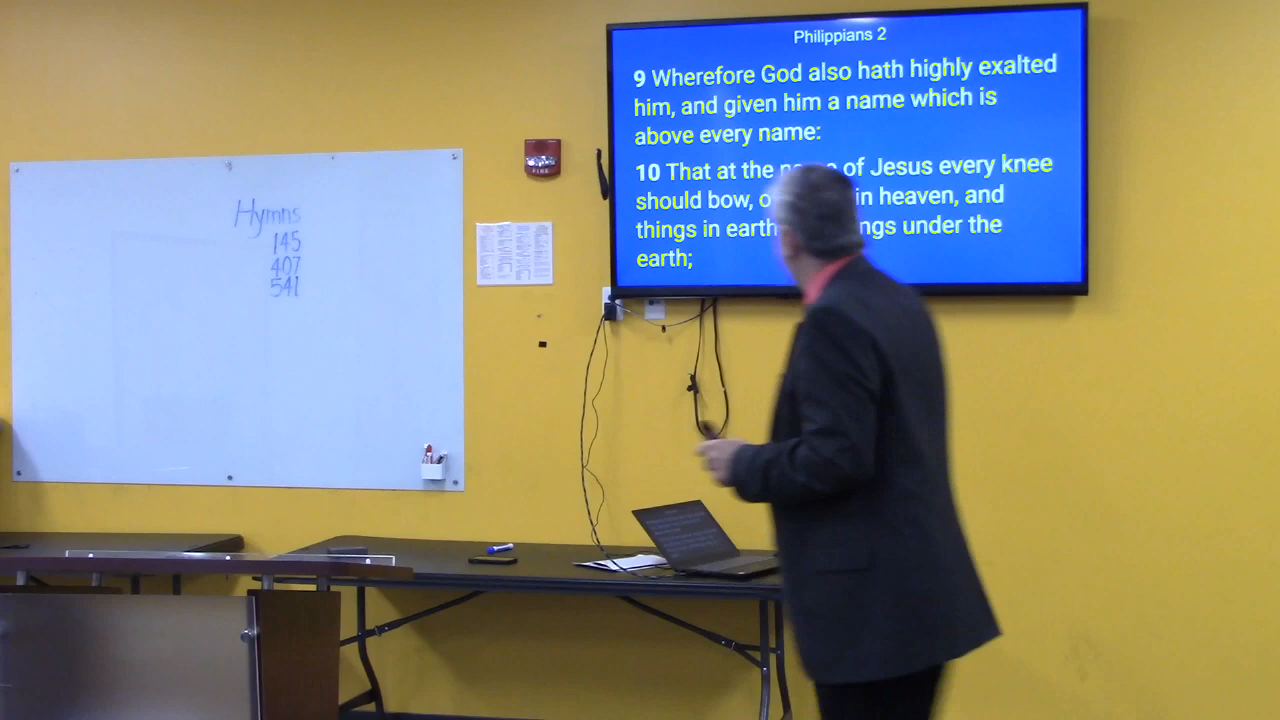 Hymns
145
407
541
FIRE
Philippians 2
9 Wherefore God also hath highly exalted
him, and given him a name which is
above every name:
10 That at the of Jesus every knee
should bow, in heaven, and
things in earth under the
earth;